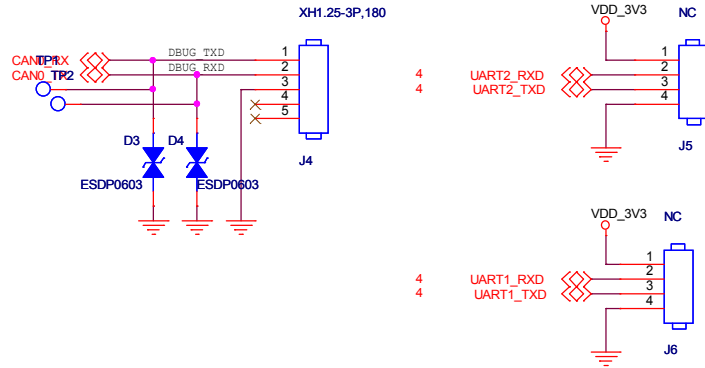 XH1.25-3P,180
VDD_3V3
NC
CAN0_RX
TP1
DBUG_TXD
1
CAN0_
TP2
DBUG_RXD
2
3
4
5
1
2
3
4
4 UART2_RXD
4 UART2_TXD
D3
D4
J4
J5
ESDP0603
ESDP0603
VDD_3V3
NC
1
2
3
4
4 UART1_RXD
4 UART1_TXD
J6